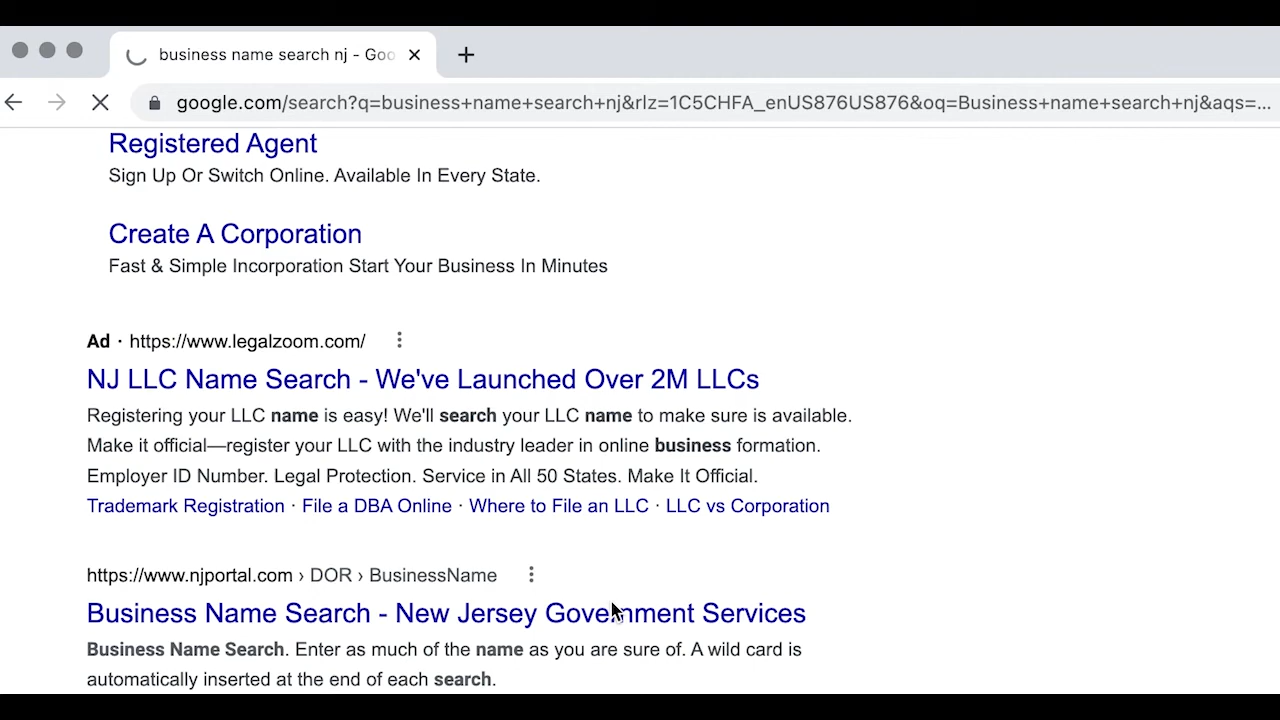 business name search nj - Goo
google.com/search?q=business+name+search+nj&rlz=1C5CHFA_enUS876US876&oq=Business+name+search+nj&aqs=...
Registered Agent
Sign Up Or Switch Online. Available In Every State.
Create A Corporation
Fast & Simple Incorporation Start Your Business In Minutes
Ad · https://www.legalzoom.com/
NJ LLC Name Search - We've Launched Over 2M LLCs
Registering your LLC name is easy! We'll search your LLC name to make sure is available.
Make it official—register your LLC with the industry leader in online business formation.
Employer ID Number. Legal Protection. Service in All 50 States. Make It Official.
Trademark Registration · File a DBA Online · Where to File an LLC · LLC vs Corporation
https://www.njportal.com › DOR › BusinessName
Business Name Search - New Jersey Government Services
Business Name Search. Enter as much of the name as you are sure of. A wild card is
automatically inserted at the end of each search.